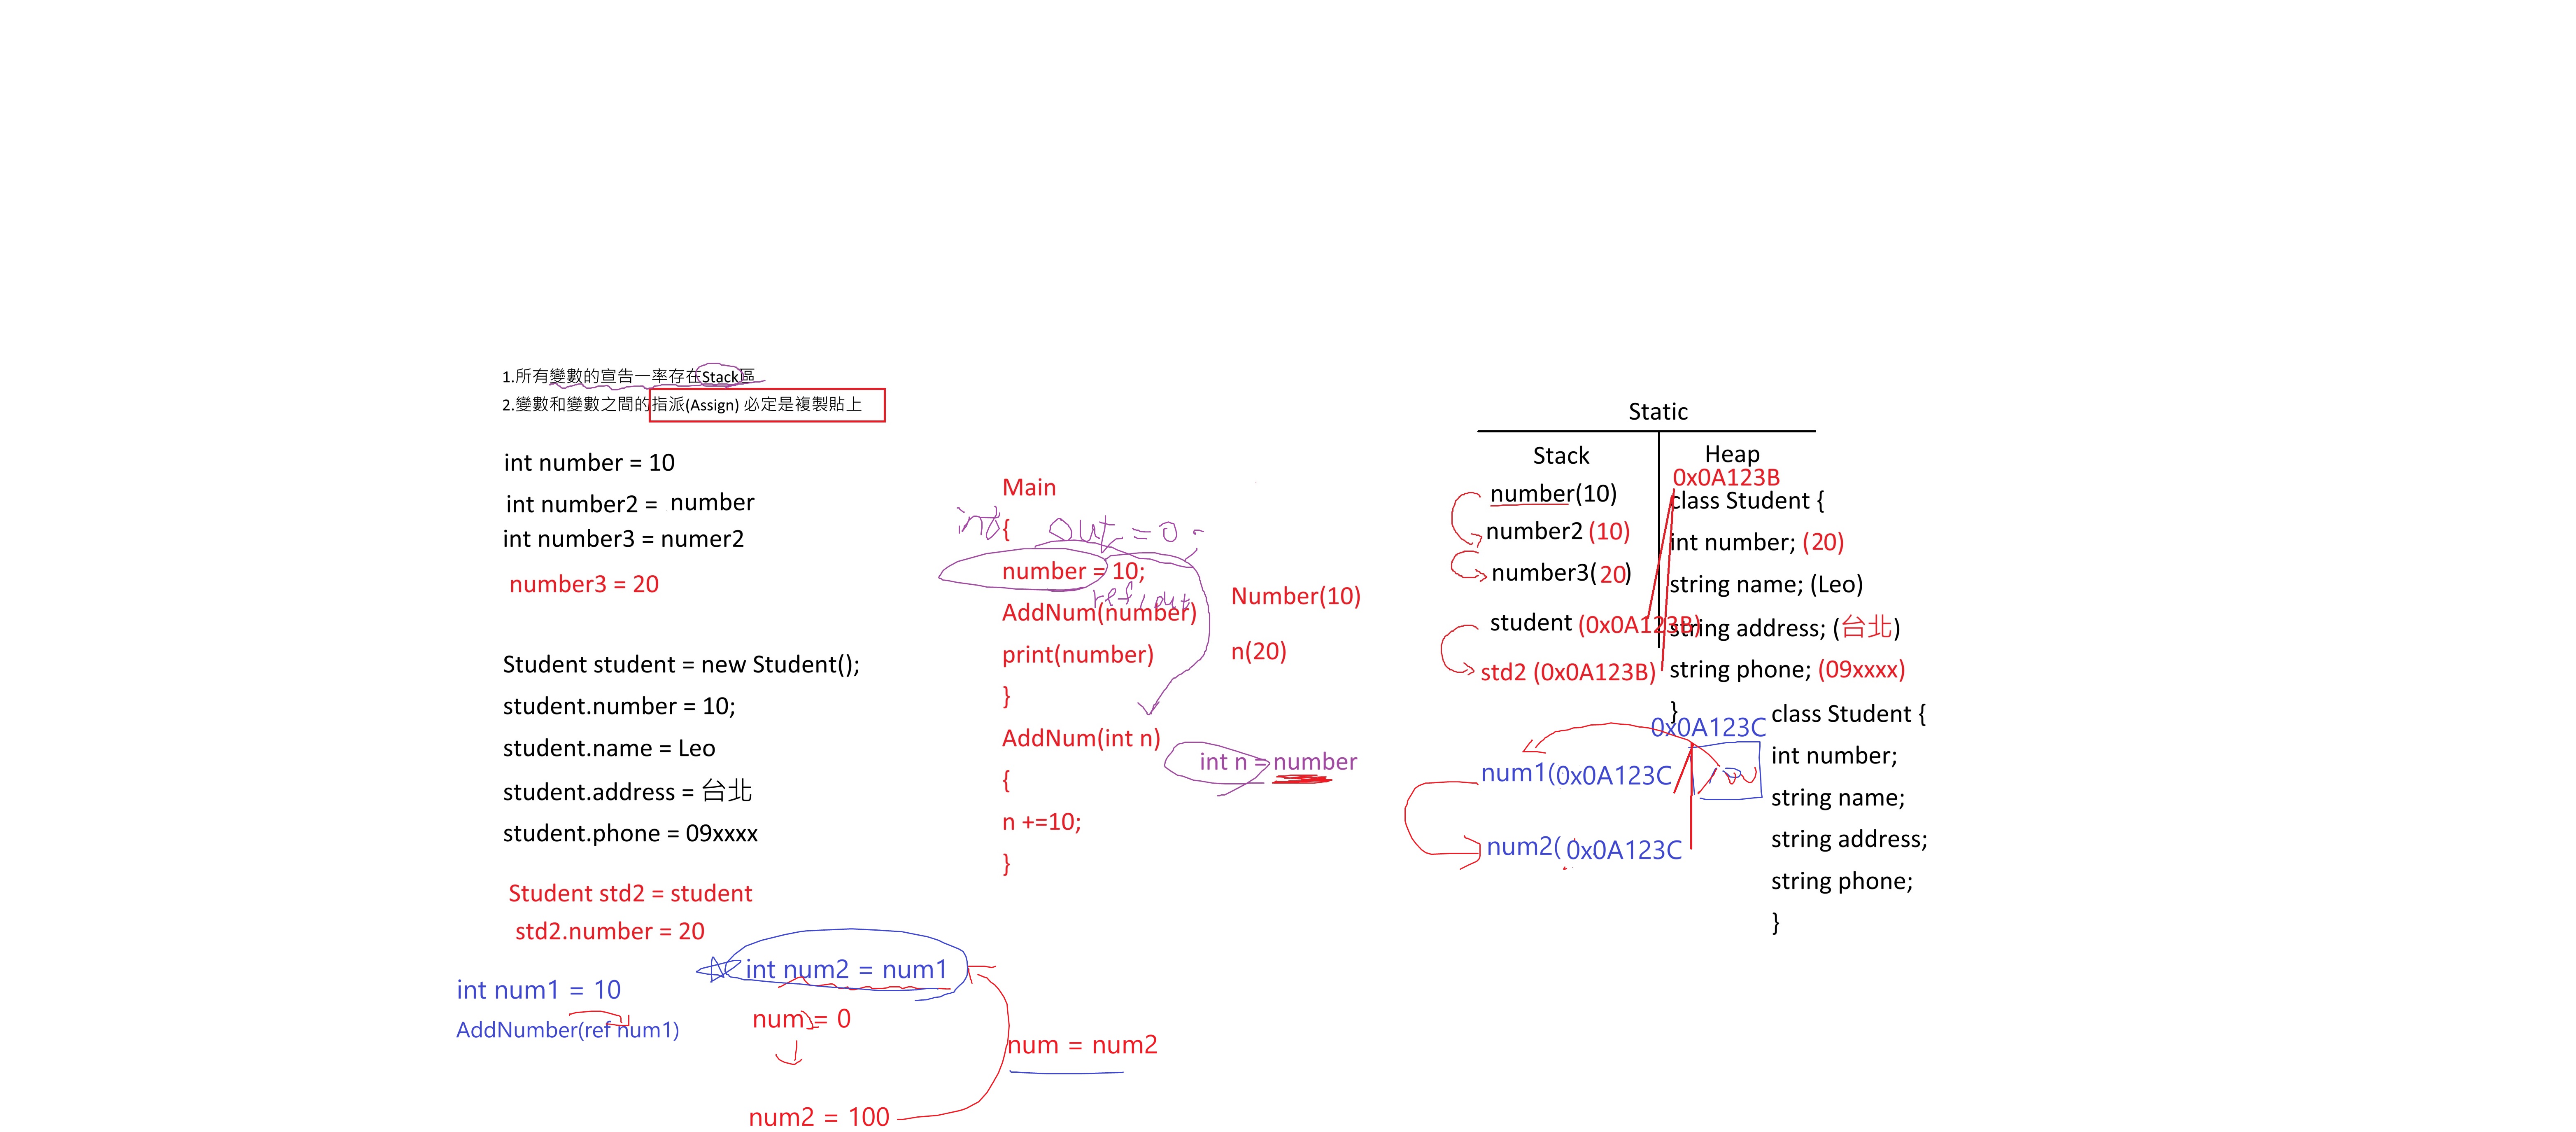 1.所有變數的宣告一率存在Stack區
2.變數和變數之間的指派(Assign) 必定是複製貼上
int number = 10
int number2 = number
int number3 = numer2
number3 = 20
Student student = new Student();
student.number = 10;
student.name = Leo
student.address = 台北
student.phone = 09xxxx
Student std2 = student
std2.number = 20
int num1 = 10
AddNumber(ref num1)
int num2 = num1
num2 = 0
num2 = 100
num = num2
Main
int {
out = 0
number = 10;
ref, out
AddNum(number)
print(number)
}
AddNum(int n)
{
n +=10;
}
Number(10)
n(20)
int n = number
Static
Stack
number(10)
number2 (10)
number3(20)
student (0x0A123B)
std2 (0x0A123B)
num1(0x0A123C
num2( 0x0A123C
Heap
0x0A123B
class Student {
int number; (20)
string name; (Leo)
string address; (台北)
string phone; (09xxxx)
}
0x0A123C
class Student {
int number;
string name;
string address;
string phone;
}